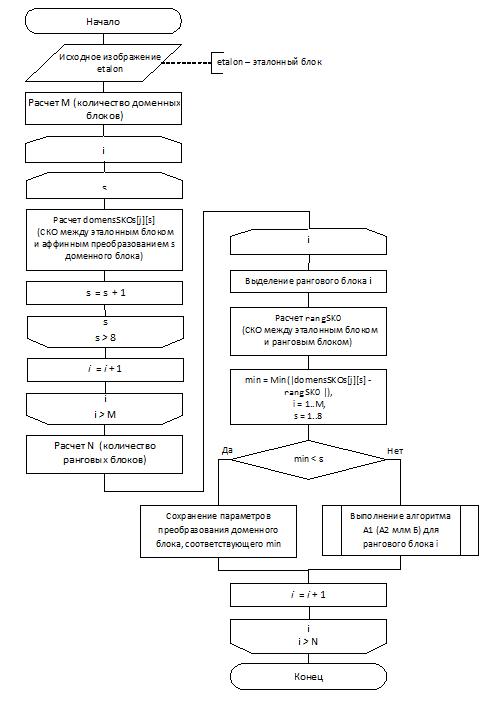 Начало
Исходное изображение
etalon
etalon – эталонный блок
Расчет M (количество доменных
блоков)
i
s
Расчет domensSKOs[j][s]
(СКО между эталонным блоком
и аффинным преобразованием s
доменного блока)
s = s + 1
s
s > 8
i = i + 1
i
i > M
Расчет N (количество
ранговых блоков)
i
Выделение рангового блока i
Расчет rangSKO
(СКО между эталонным блоком
и ранговым блоком)
min = Min(|domensSKOs[j][s] -
rangSKO |),
i = 1..M,
s = 1..8
min < s
Да
Нет
Сохранение параметров
преобразования доменного
блока, соответствующего min
Выполнение алгоритма
А1 (А2 млм Б) для
рангового блока i
i = i + 1
i
i > N
Конец